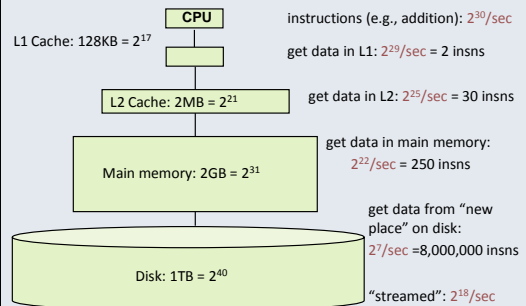 CPU
instructions (e.g., addition): 2³⁰/sec
L1 Cache: 128KB = 2¹⁷
get data in L1: 2²⁹/sec = 2 insns
L2 Cache: 2MB = 2²¹
get data in L2: 2²⁵/sec = 30 insns
Main memory: 2GB = 2³¹
get data in main memory:
2²²/sec = 250 insns
get data from “new
place” on disk:
2⁷/sec =8,000,000 insns
Disk: 1TB = 2⁴⁰
“streamed”: 2¹⁸/sec